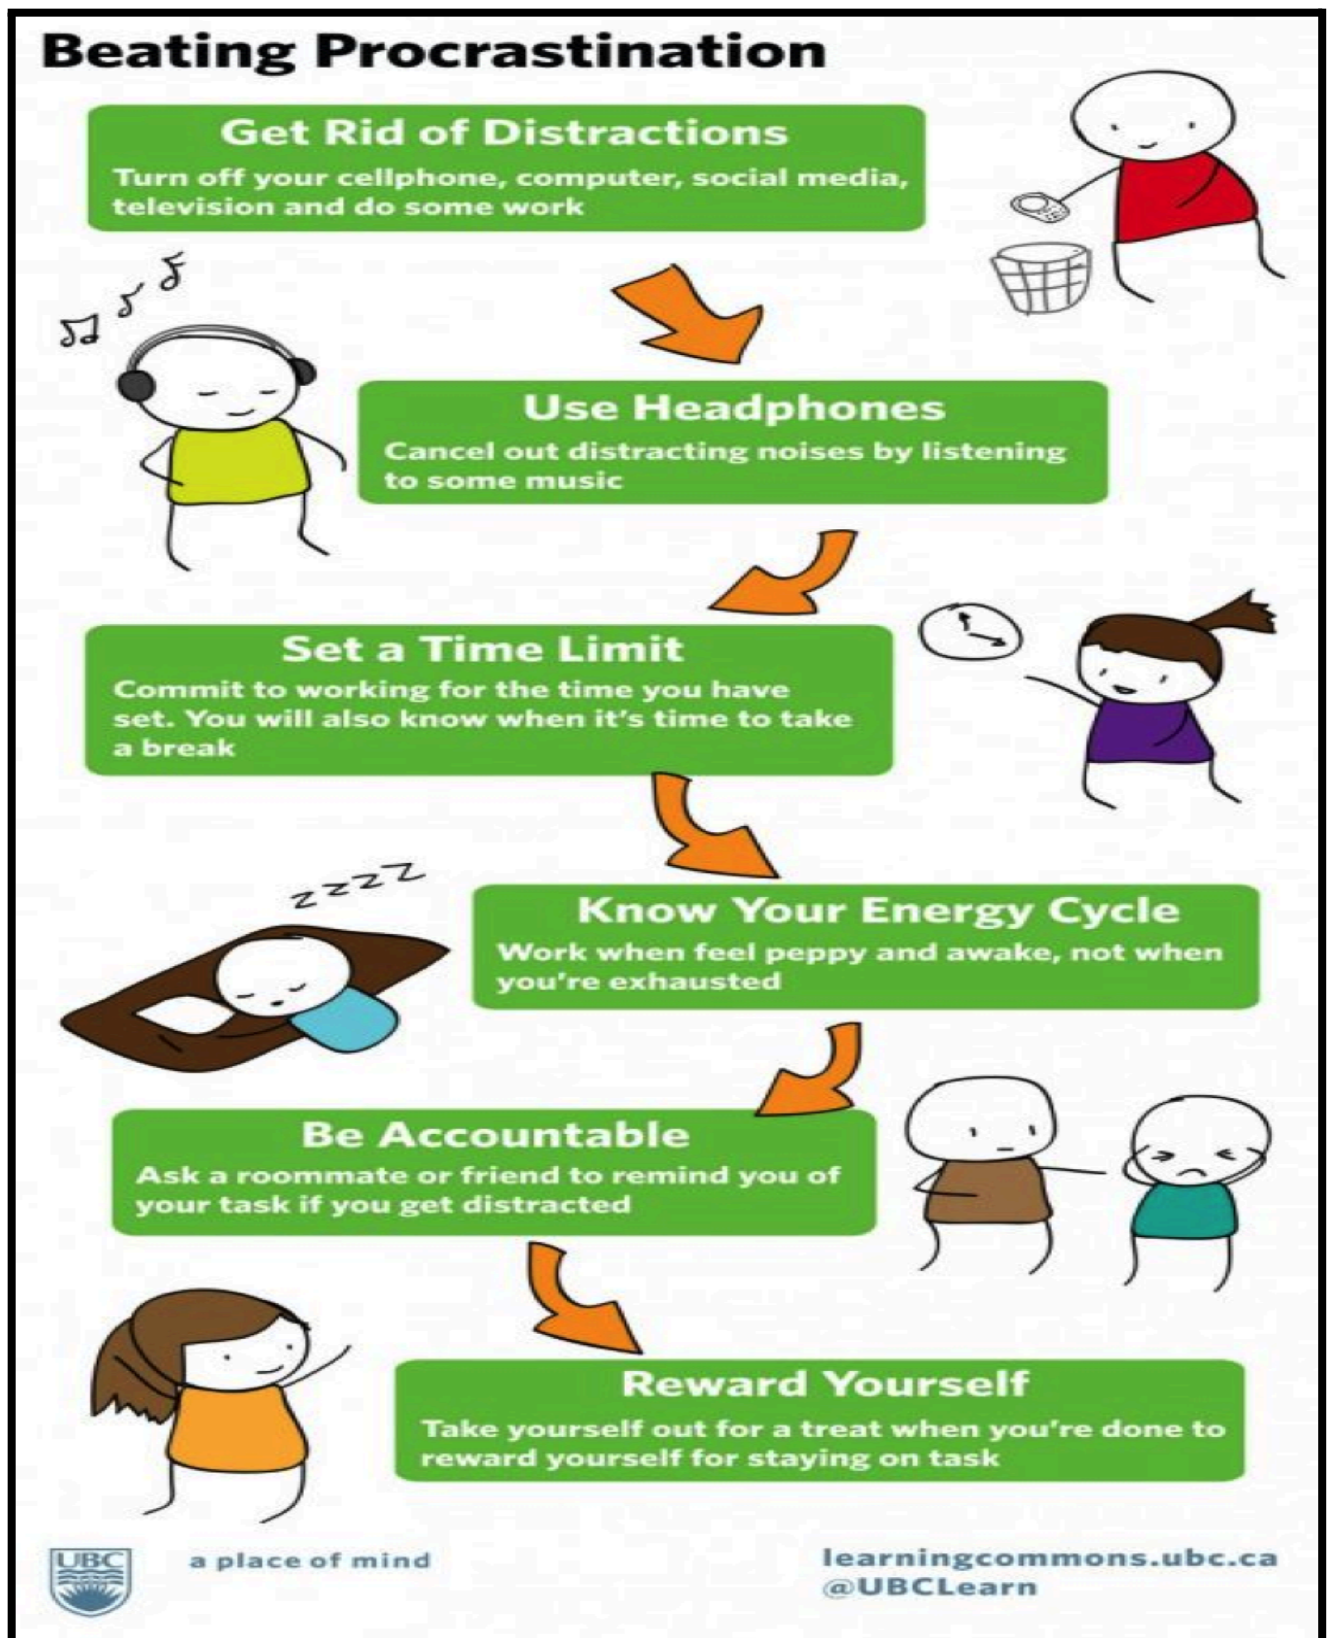 Beating Procrastination
Get Rid of Distractions
Turn off your cellphone, computer, social media,
television and do some work
Use Headphones
Cancel out distracting noises by listening
to some music
Set a Time Limit
Commit to working for the time you have
set. You will also know when it's time to take
a break
zzzz
Know Your Energy Cycle
Work when feel peppy and awake, not when
you're exhausted
Be Accountable
Ask a roommate or friend to remind you of
your task if you get distracted
Reward Yourself
Take yourself out for a treat when you're done to
reward yourself for staying on task
UBC
a place of mind
learningcommons.ubc.ca
@UBCLearn